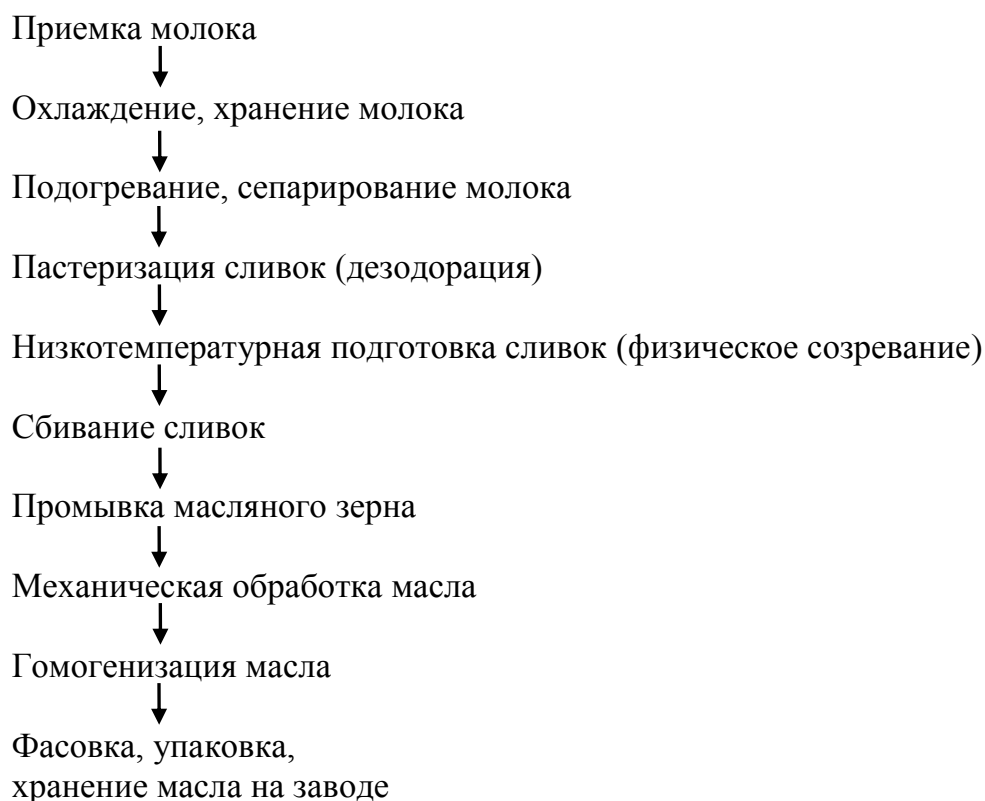 Приемка молока
Охлаждение, хранение молока
Подогревание, сепарирование молока
Пастеризация сливок (дезодорация)
Низкотемпературная подготовка сливок (физическое созревание)
Сбивание сливок
Промывка масляного зерна
Механическая обработка масла
Гомогенизация масла
Фасовка, упаковка,
хранение масла на заводе